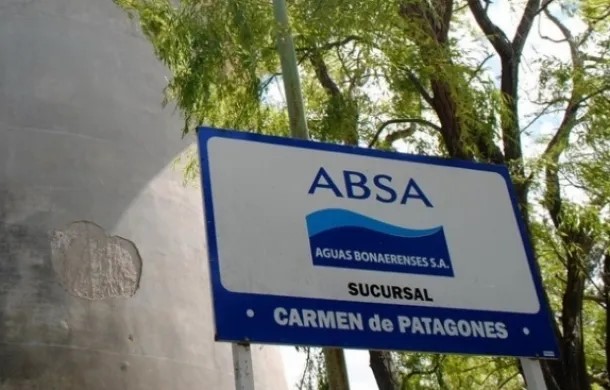 ABSA
AGUAS BONAERENSES S.A.
SUCURSAL
• CARMEN de PATAGONES •